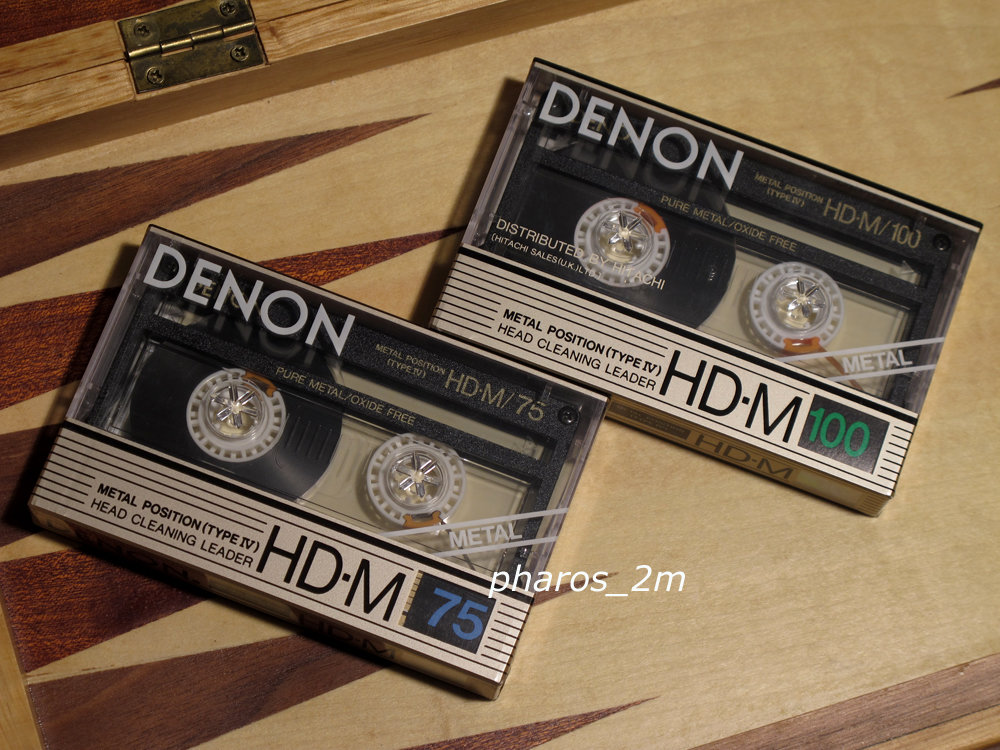 DENON
METAL POSITION
(TYPE IV)
HD-M/100
PURE METAL/OXIDE FREE
DISTRIBUTED BY HITACHI
(HITACHI SALES (U.K.) LTD)
METAL
METAL POSITION (TYPE IV)
HEAD CLEANING LEADER
HD·M 100
HD·M
DENON
METAL POSITION
(TYPE IV)
HD-M/75
PURE METAL/OXIDE FREE
METAL
METAL POSITION (TYPE IV)
HEAD CLEANING LEADER
HD·M 75
HD·M
pharos_2m